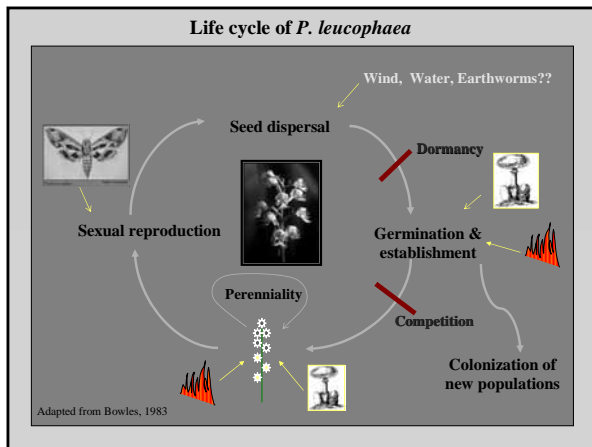 Life cycle of P. leucophaea
Wind, Water, Earthworms??
Seed dispersal
Dormancy
Sexual reproduction
Germination &
establishment
Perenniality
Competition
Colonization of
new populations
Adapted from Bowles, 1983